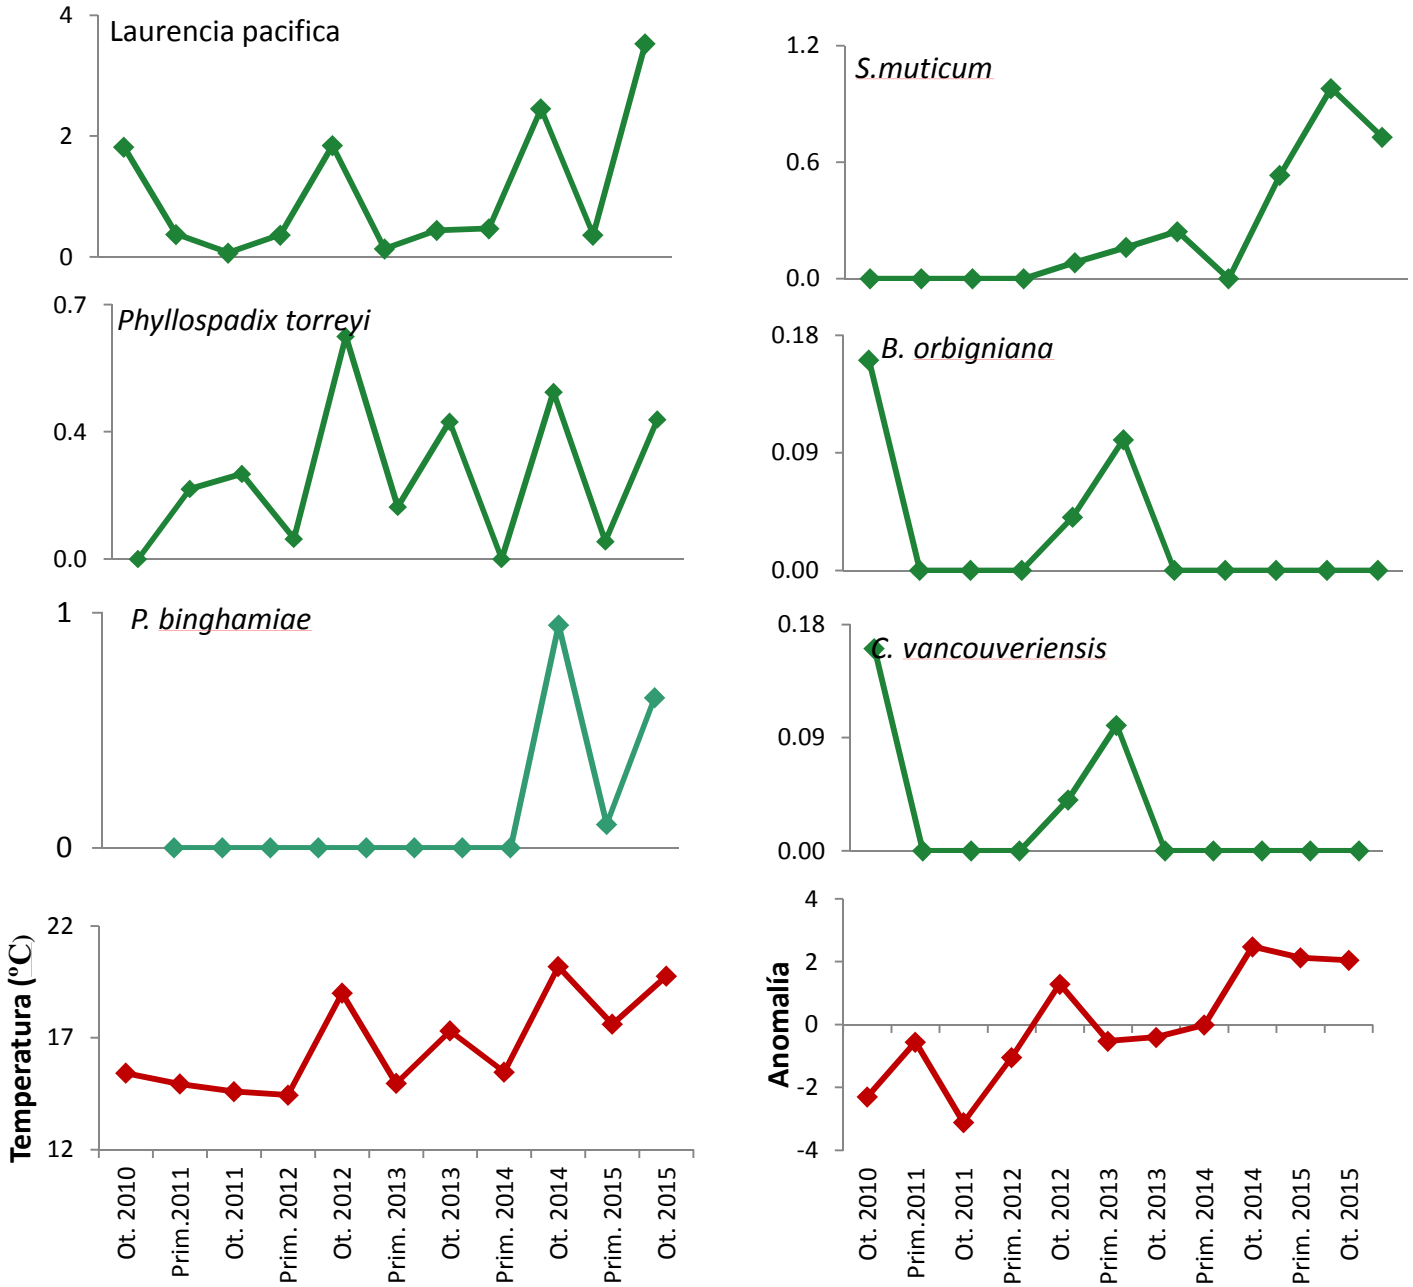 Laurencia pacifica
4
2
0
S.muticum
1.2
0.6
0.0
Phyllospadix torreyi
0.7
0.4
0.0
B. orbigniana
0.18
0.09
0.00
P. binghamiae
1
0
C. vancouveriensis
0.18
0.09
0.00
Temperatura (ºC)
22
17
12
Ot. 2010
Prim.2011
Ot. 2011
Prim. 2012
Ot. 2012
Prim. 2013
Ot. 2013
Prim. 2014
Ot. 2014
Prim. 2015
Ot. 2015
Anomalía
4
2
0
-2
-4
Ot. 2010
Prim.2011
Ot. 2011
Prim. 2012
Ot. 2012
Prim. 2013
Ot. 2013
Prim. 2014
Ot. 2014
Prim. 2015
Ot. 2015